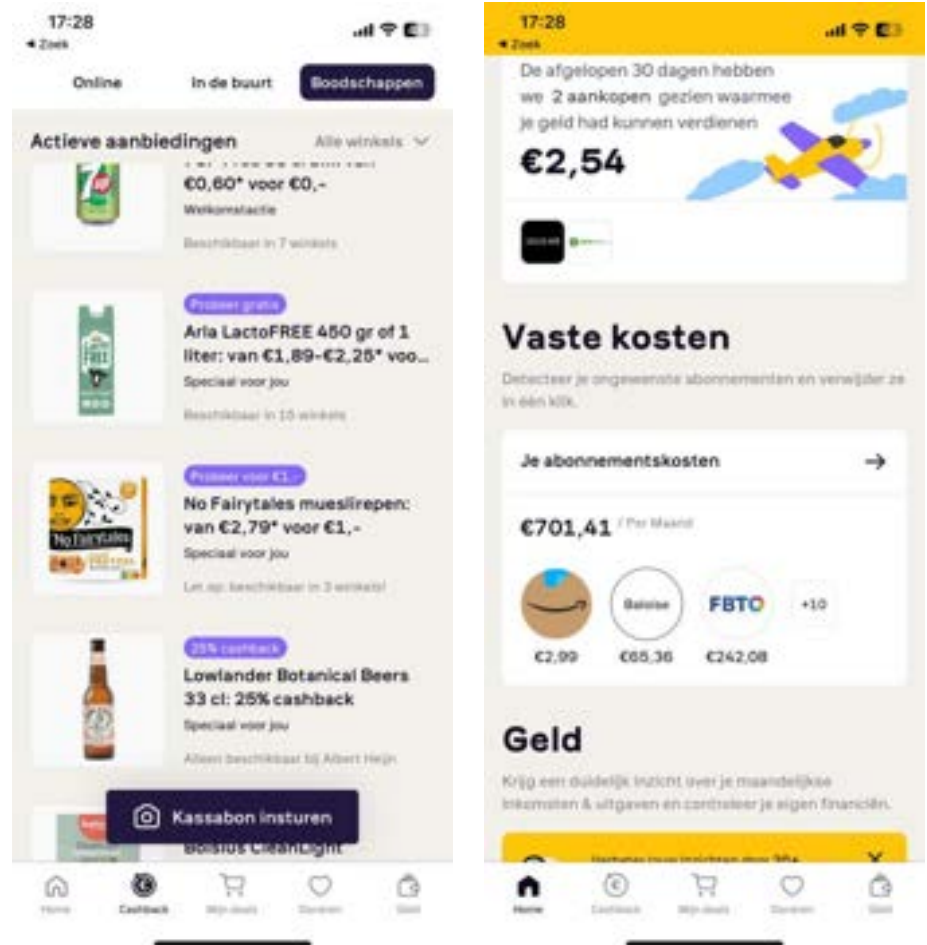 17:28
◀ Zoek
Online
In de buurt
Boodschappen
Actieve aanbiedingen
Alle winkels
€0,60* voor €0,-
Welkomstactie
Beschikbaar in 7 winkels
Probeer gratis
Arla LactoFREE 450 gr of 1
liter: van €1,89-€2,25* voo...
Speciaal voor jou
Beschikbaar in 15 winkels
Probeer voor €1,-
No Fairytales mueslirepen:
van €2,79* voor €1,-
Speciaal voor jou
Let op: beschikbaar in 3 winkels!
No Fairytales
25% cashback
Lowlander Botanical Beers
33 cl: 25% cashback
Speciaal voor jou
Alleen beschikbaar bij Albert Heijn
Kassabon insturen
Bolsius CleanLight
Home
Cashback
Mijn deals
Doneren
Geld
17:28
◀ Zoek
De afgelopen 30 dagen hebben
we 2 aankopen gezien waarmee
je geld had kunnen verdienen
€2,54
Vaste kosten
Detecteer je ongewenste abonnementen en verwijder ze
in één klik.
Je abonnementskosten
€701,41 / Per Maand
Baloise
FBTO
+10
€2,99
€65,36
€242,08
Geld
Krijg een duidelijk inzicht over je maandelijkse
inkomsten & uitgaven en controleer je eigen financiën.
Home
Cashback
Mijn deals
Doneren
Geld